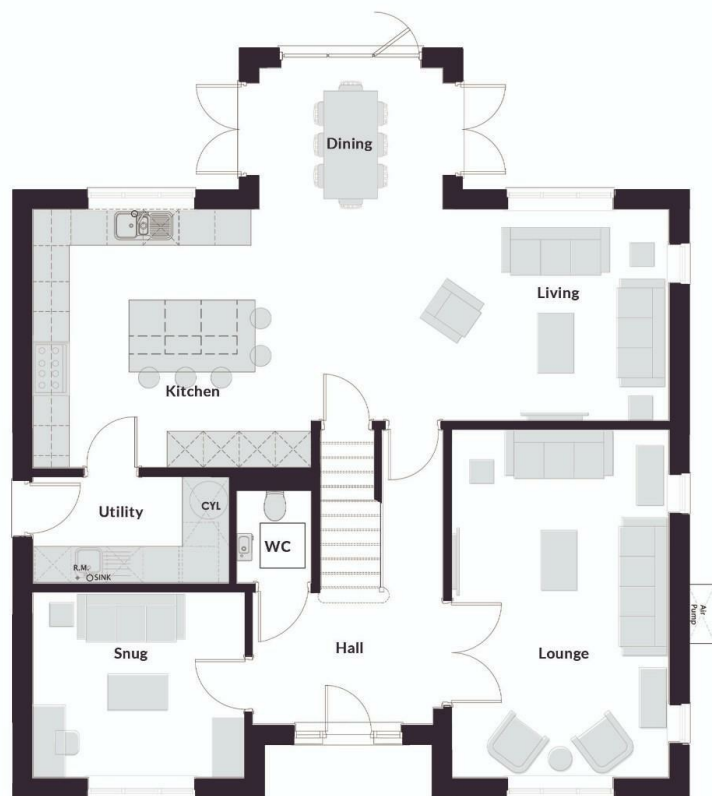 Dining
Living
Kitchen
Utility
CYL
WC
R.M.
SINK
Air
Pump
Snug
Hall
Lounge